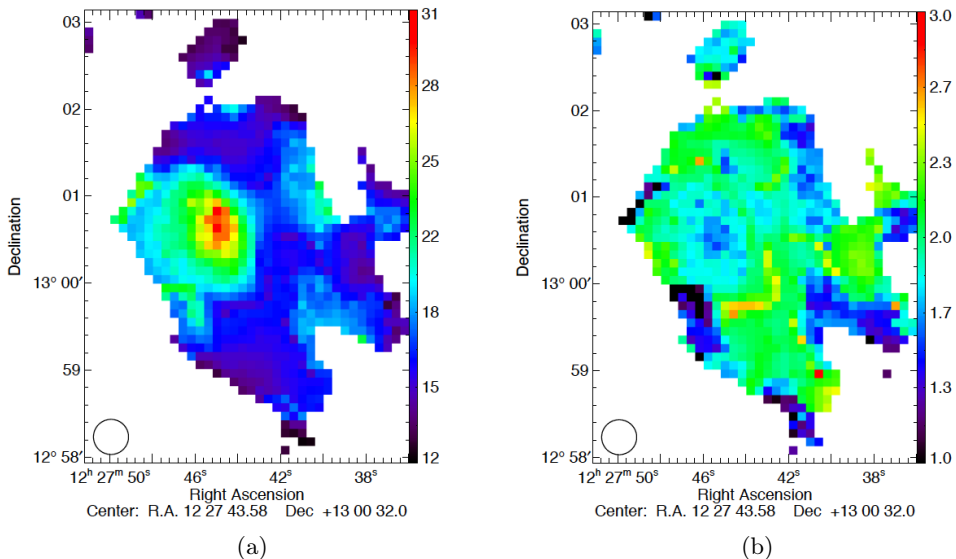 03
02
01
13° 00′
59
12° 58′
Declination
12ʰ 27ᵐ 50ˢ
46ˢ
42ˢ
38ˢ
Right Ascension
Center: R.A. 12 27 43.58 Dec +13 00 32.0
31
28
25
22
18
15
12
(a)
03
02
01
13° 00′
59
12° 58′
Declination
12ʰ 27ᵐ 50ˢ
46ˢ
42ˢ
38ˢ
Right Ascension
Center: R.A. 12 27 43.58 Dec +13 00 32.0
3.0
2.7
2.3
2.0
1.7
1.3
1.0
(b)